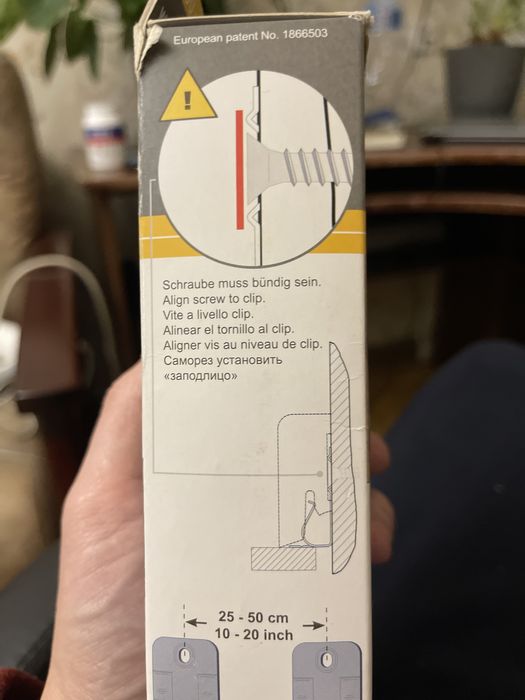 European patent No. 1866503
!
Schraube muss bündig sein.
Align screw to clip.
Vite a livello clip.
Alinear el tornillo al clip.
Aligner vis au niveau de clip.
Саморез установить
«заподлицо»
25 - 50 cm
10 - 20 inch